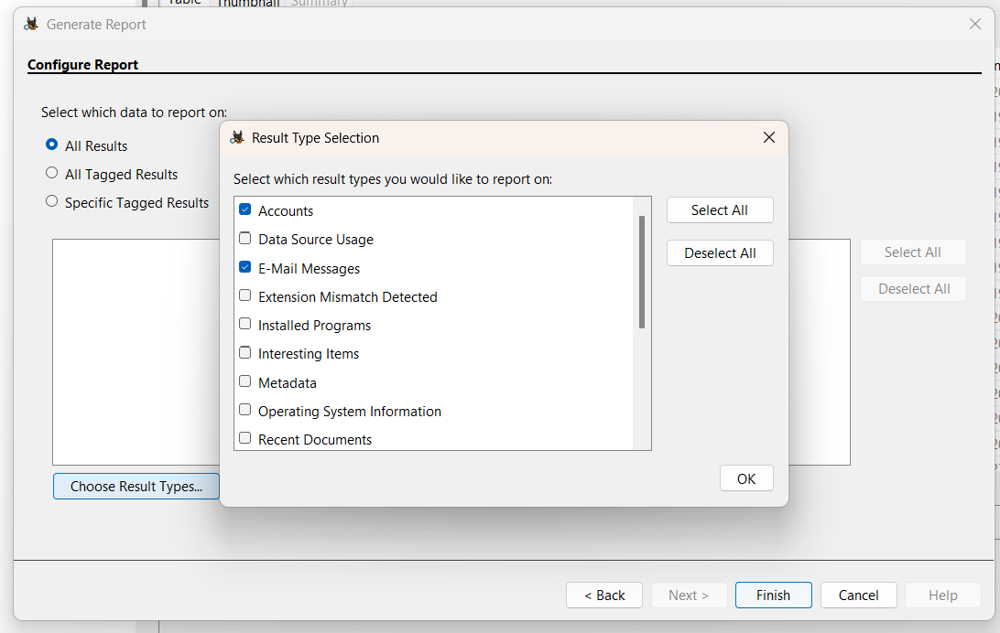 Table Thumbnail Summary
Generate Report
Configure Report
Select which data to report on:
All Results
All Tagged Results
Specific Tagged Results
Select All
Deselect All
Choose Result Types...
Result Type Selection
Select which result types you would like to report on:
Accounts
Data Source Usage
E-Mail Messages
Extension Mismatch Detected
Installed Programs
Interesting Items
Metadata
Operating System Information
Recent Documents
Select All
Deselect All
OK
< Back Next > Finish Cancel Help